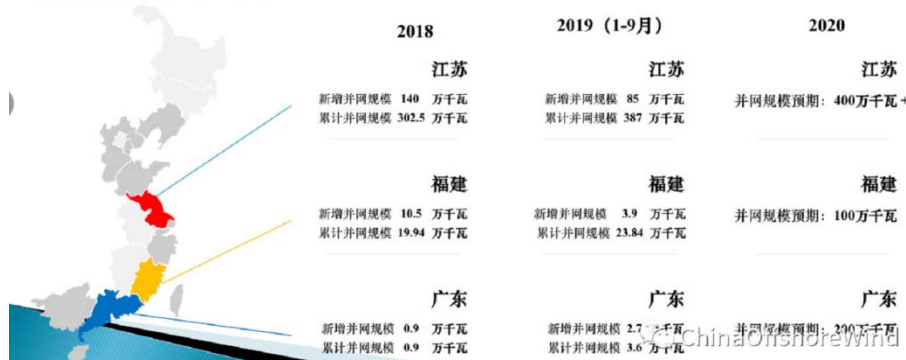 2018
2019（1-9月）
2020
江苏
新增并网规模 140 万千瓦
累计并网规模 302.5 万千瓦
江苏
新增并网规模 85 万千瓦
累计并网规模 387 万千瓦
江苏
并网规模预期：400万千瓦+
福建
新增并网规模 10.5 万千瓦
累计并网规模 19.94 万千瓦
福建
新增并网规模 3.9 万千瓦
累计并网规模 23.84 万千瓦
福建
并网规模预期：100万千瓦
广东
新增并网规模 0.9 万千瓦
累计并网规模 0.9 万千瓦
广东
新增并网规模 2.7 万千瓦
累计并网规模 3.6 万千瓦
广东
并网规模预期：200万千瓦
ChinaOffshoreWind